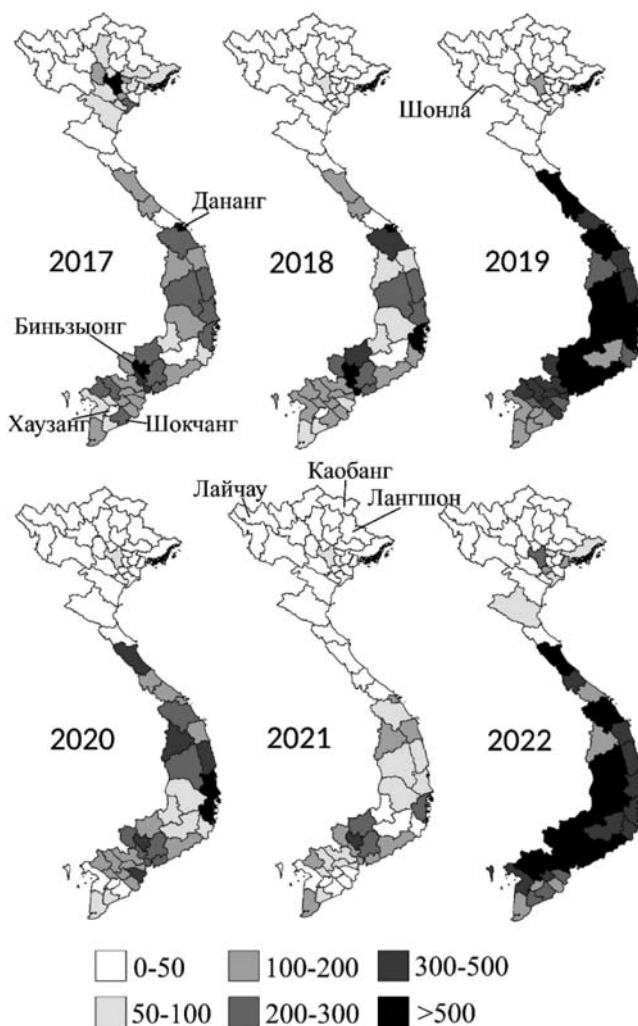 Шонла
Дананг
2017
2018
2019
Биньзыонг
Хаузанг
Шокчанг
Каобанг
Лайчау
Лангшон
2020
2021
2022
0-50
100-200
300-500
50-100
200-300
>500